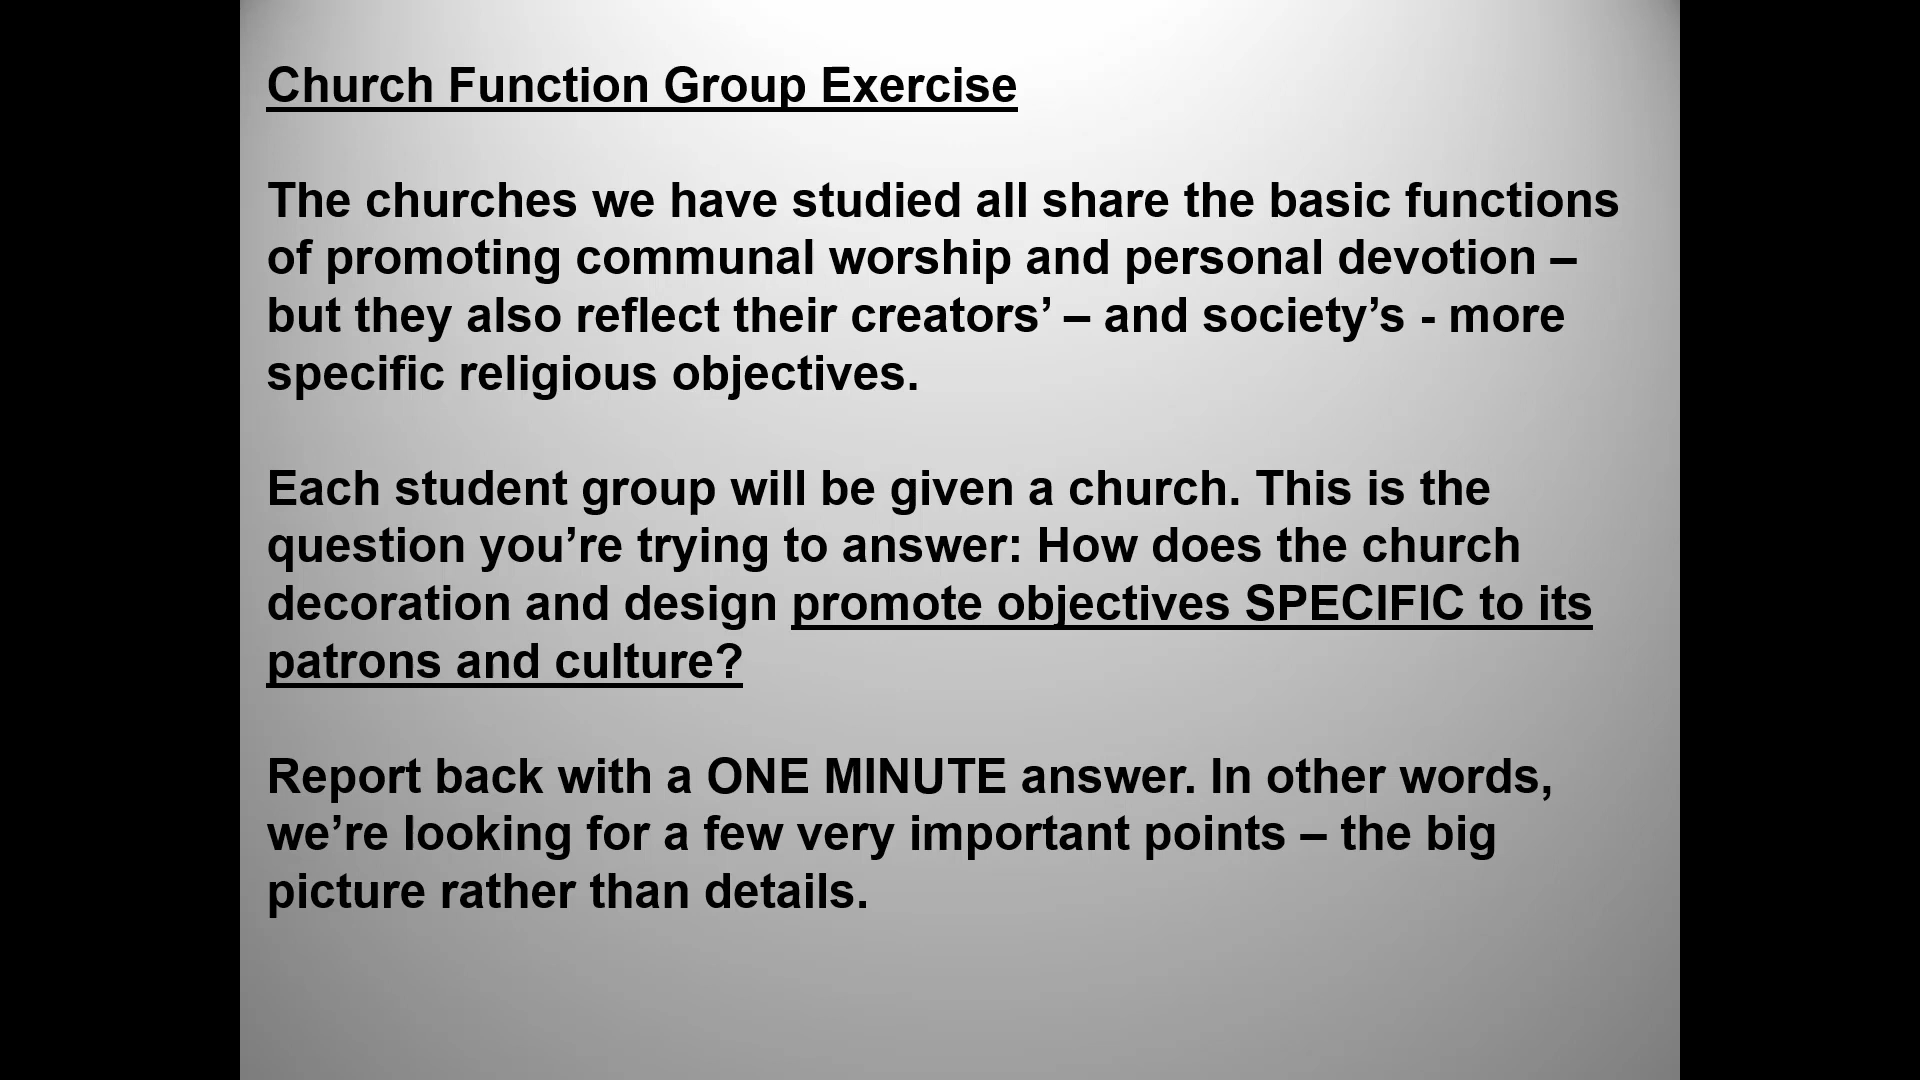 Church Function Group Exercise
The churches we have studied all share the basic functions
of promoting communal worship and personal devotion –
but they also reflect their creators’ – and society’s - more
specific religious objectives.
Each student group will be given a church. This is the
question you’re trying to answer: How does the church
decoration and design promote objectives SPECIFIC to its
patrons and culture?
Report back with a ONE MINUTE answer. In other words,
we’re looking for a few very important points – the big
picture rather than details.